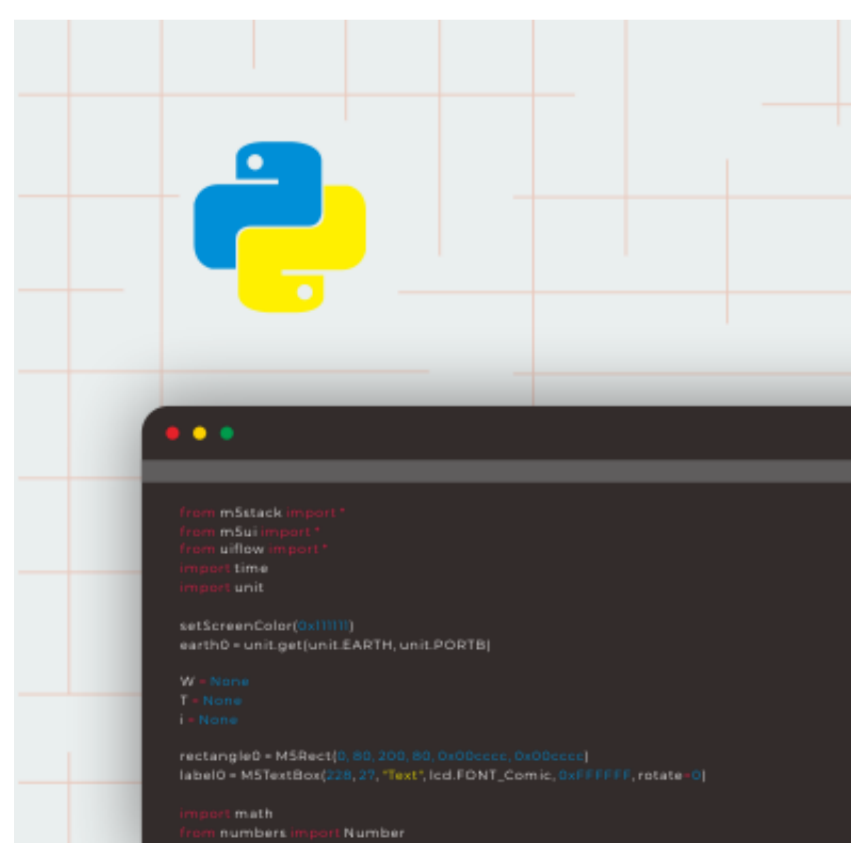 from m5stack import *
from m5ui import *
from uiflow import *
import time
import unit
setScreenColor(0x111111)
earth0 = unit.get(unit.EARTH, unit.PORTB)
W = None
T = None
i = None
rectangle0 = M5Rect(0, 80, 200, 80, 0x00cccc, 0x00cccc)
label0 = M5TextBox(228, 27, "Text", lcd.FONT_Comic, 0xFFFFFF, rotate=0)
import math
from numbers import Number